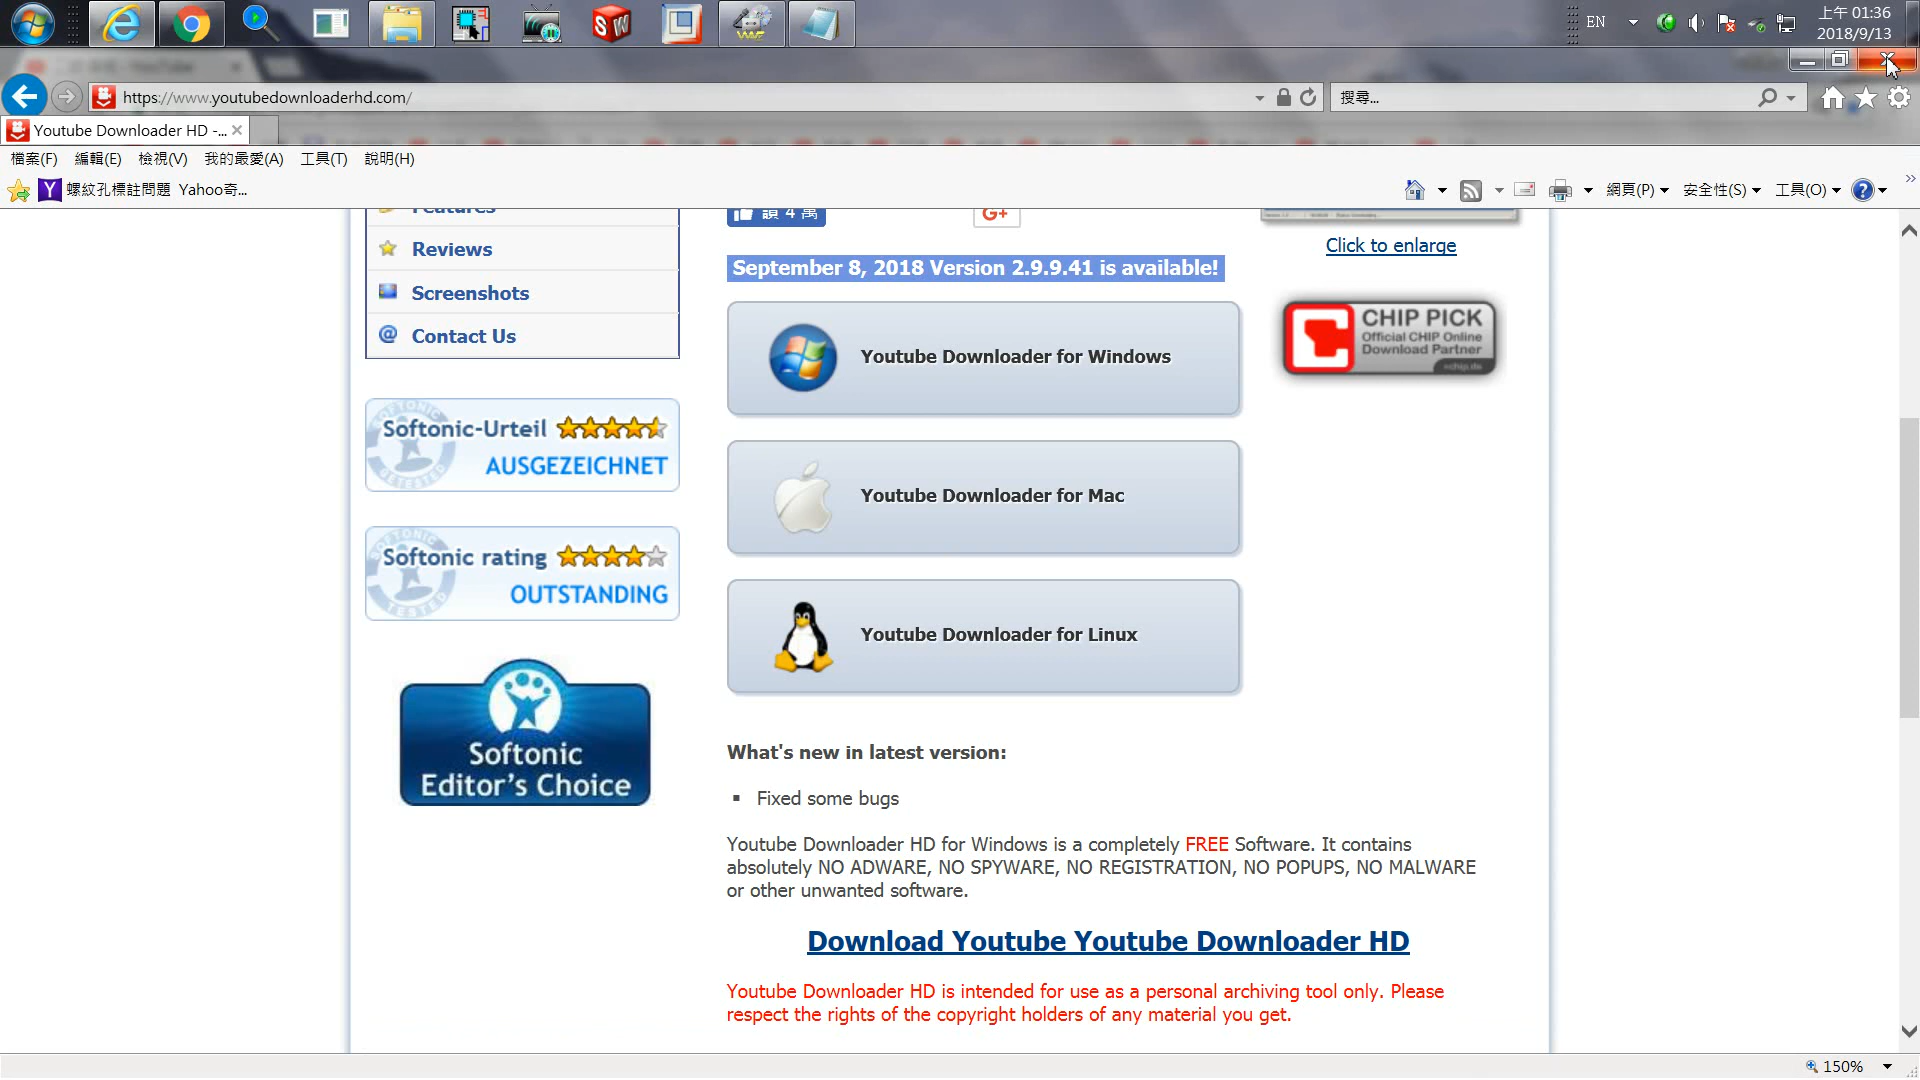 EN
上午 01:36
2018/9/13
https://www.youtubedownloaderhd.com/
搜尋...
Youtube Downloader HD -...
檔案(F) 編輯(E) 檢視(V) 我的最愛(A) 工具(T) 說明(H)
螺紋孔標註問題 Yahoo奇...
網頁(P) 安全性(S) 工具(O)
Features
Reviews
Screenshots
Contact Us
Softonic-Urteil
AUSGEZEICHNET
Softonic rating
OUTSTANDING
Softonic
Editor's Choice
讚 4 萬
G+
September 8, 2018 Version 2.9.9.41 is available!
Youtube Downloader for Windows
Youtube Downloader for Mac
Youtube Downloader for Linux
What's new in latest version:
Fixed some bugs
Youtube Downloader HD for Windows is a completely FREE Software. It contains
absolutely NO ADWARE, NO SPYWARE, NO REGISTRATION, NO POPUPS, NO MALWARE
or other unwanted software.
Download Youtube Youtube Downloader HD
Youtube Downloader HD is intended for use as a personal archiving tool only. Please
respect the rights of the copyright holders of any material you get.
Click to enlarge
CHIP PICK
Official CHIP Online
Download Partner
150%